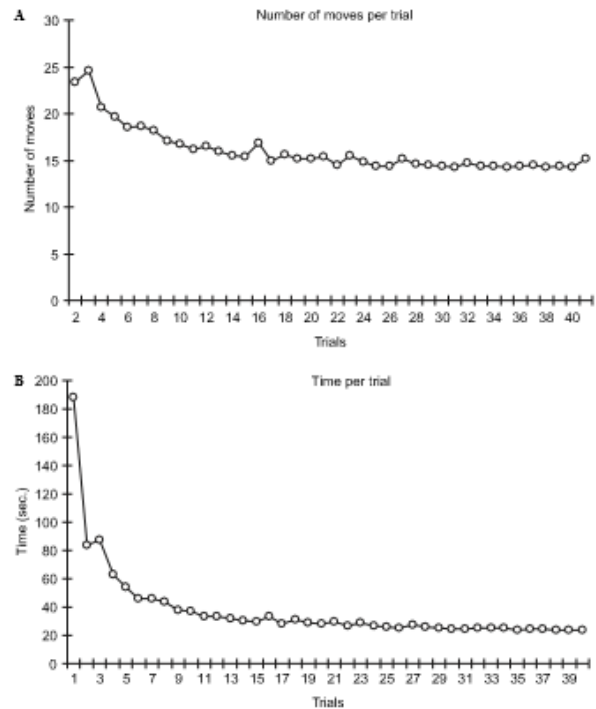 A
Number of moves per trial
30
25
20
15
10
5
0
Number of moves
2 4 6 8 10 12 14 16 18 20 22 24 26 28 30 32 34 36 38 40
Trials
B
Time per trial
200
180
160
140
120
100
80
60
40
20
0
Time (sec.)
1 3 5 7 9 11 13 15 17 19 21 23 25 27 29 31 33 35 37 39
Trials